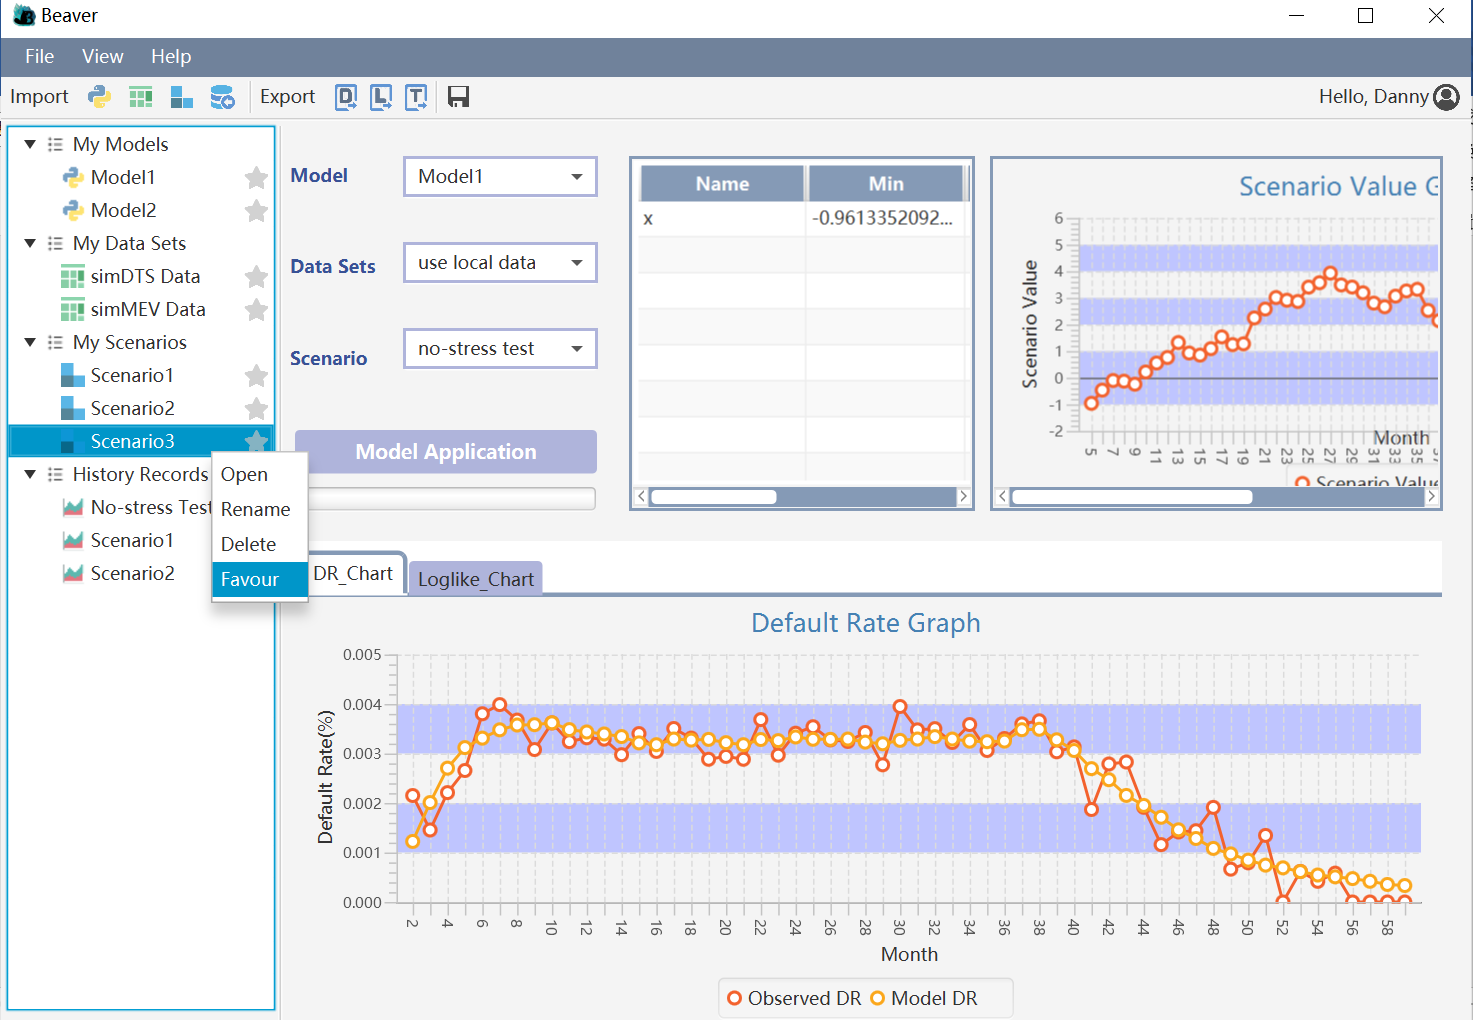 Beaver
File View Help
Import Export D L T Hello, Danny
My Models
Model1
Model2
My Data Sets
simDTS Data
simMEV Data
My Scenarios
Scenario1
Scenario2
Scenario3
History Records
No-stress Test
Scenario1
Scenario2
Open
Rename
Delete
Favour
Model Model1
Data Sets use local data
Scenario no-stress test
Model Application
Name Min
x -0.9613352092...
Scenario Value G
Scenario Value
6
5
4
3
2
1
0
-1
-2
5 7 9 11 13 15 17 19 21 23 25 27 29 31 33 35 37
Month
Scenario Value
DR_Chart Loglike_Chart
Default Rate Graph
Default Rate(%)
0.005
0.004
0.003
0.002
0.001
0.000
2 4 6 8 10 12 14 16 18 20 22 24 26 28 30 32 34 36 38 40 42 44 46 48 50 52 54 56 58
Month
Observed DR Model DR